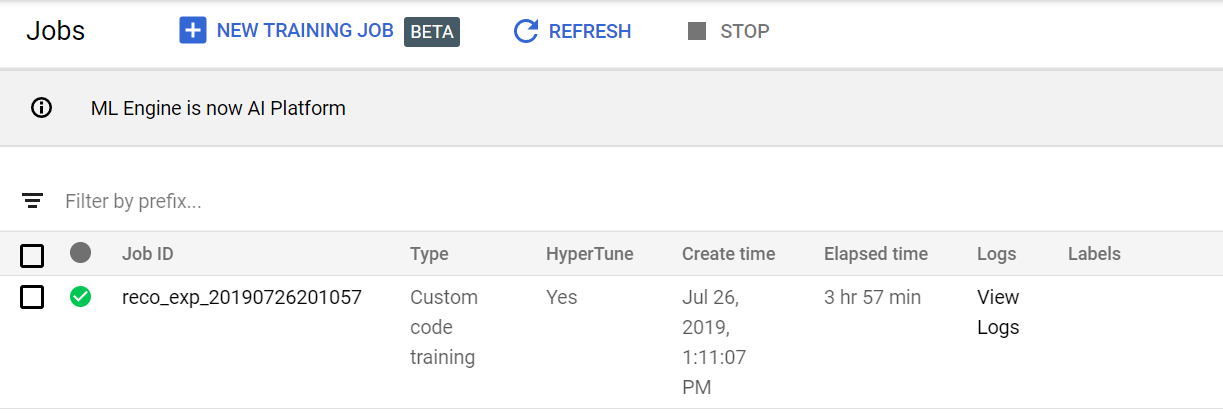 Jobs NEW TRAINING JOB BETA REFRESH STOP
ML Engine is now AI Platform
Filter by prefix...
Job ID Type HyperTune Create time Elapsed time Logs Labels
reco_exp_20190726201057 Custom Yes Jul 26, 3 hr 57 min View
code 2019, Logs
training 1:11:07
PM